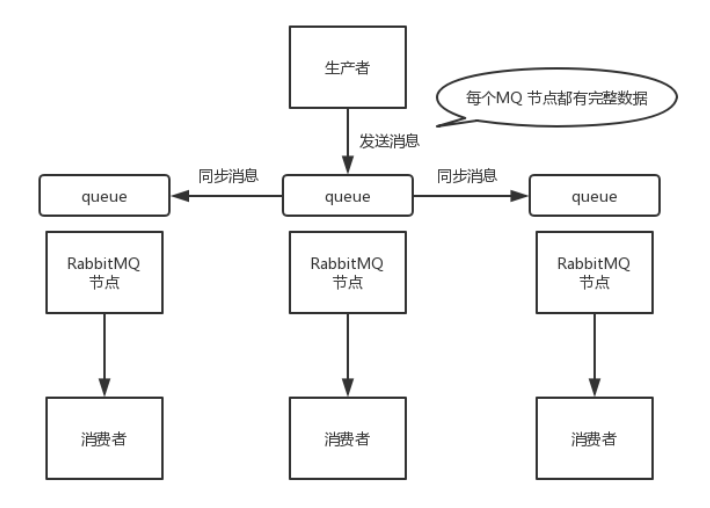 生产者
每个MQ 节点都有完整数据
发送消息
同步消息
同步消息
queue
queue
queue
RabbitMQ
节点
RabbitMQ
节点
RabbitMQ
节点
消费者
消费者
消费者